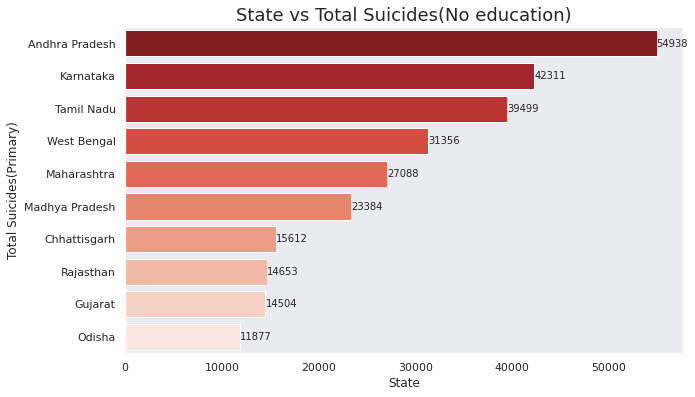 State vs Total Suicides(No education)
Total Suicides(Primary)
Andhra Pradesh 54938
Karnataka 42311
Tamil Nadu 39499
West Bengal 31356
Maharashtra 27088
Madhya Pradesh 23384
Chhattisgarh 15612
Rajasthan 14653
Gujarat 14504
Odisha 11877
0 10000 20000 30000 40000 50000
State